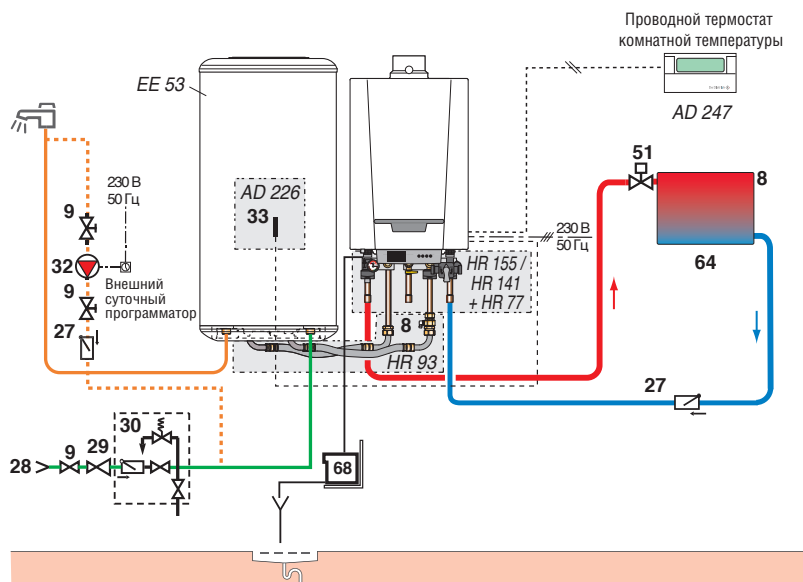 Проводной термостат
комнатной температуры
AD 247
EE 53
51
8
64
230 В
50 Гц
9
AD 226
33
230 В
50 Гц
32
HR 155 /
HR 141
+ HR 77
Внешний
суточный
программатор
9
27
8
HR 93
27
30
28
9
29
68